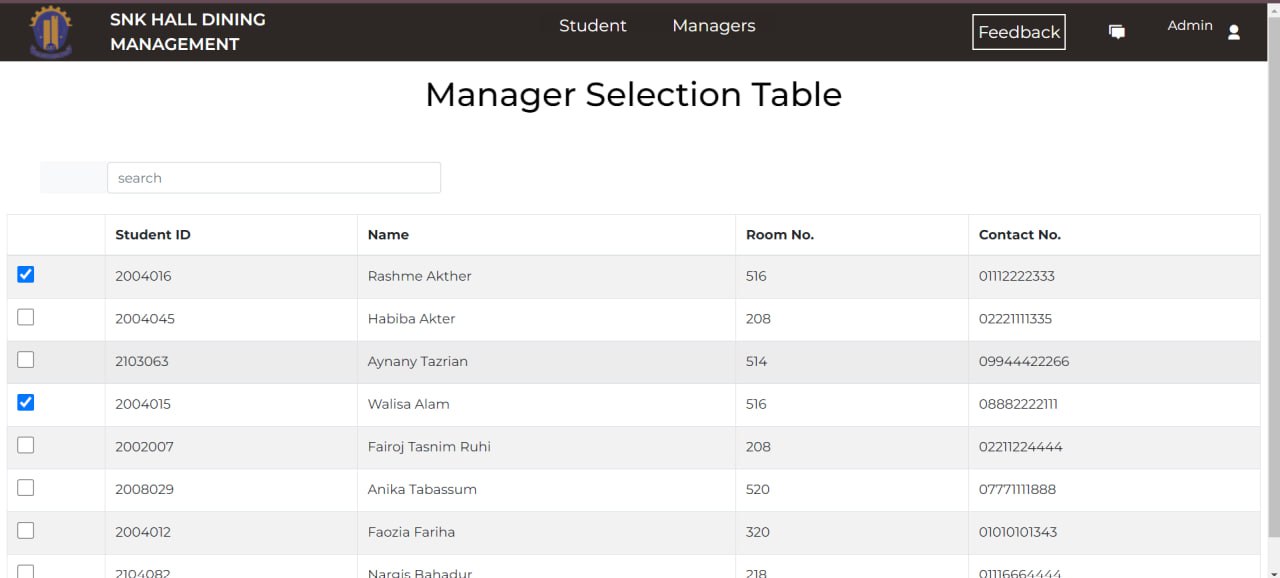 SNK HALL DINING
MANAGEMENT
Student Managers Feedback Admin
Manager Selection Table
search
Student ID Name Room No. Contact No.
2004016 Rashme Akther 516 01112222333
2004045 Habiba Akter 208 02221111335
2103063 Aynany Tazrian 514 09944422266
2004015 Walisa Alam 516 08882222111
2002007 Fairoj Tasnim Ruhi 208 02211224444
2008029 Anika Tabassum 520 07771111888
2004012 Faozia Fariha 320 01010101343
2104082 Nargis Bahadur 218 01116664444